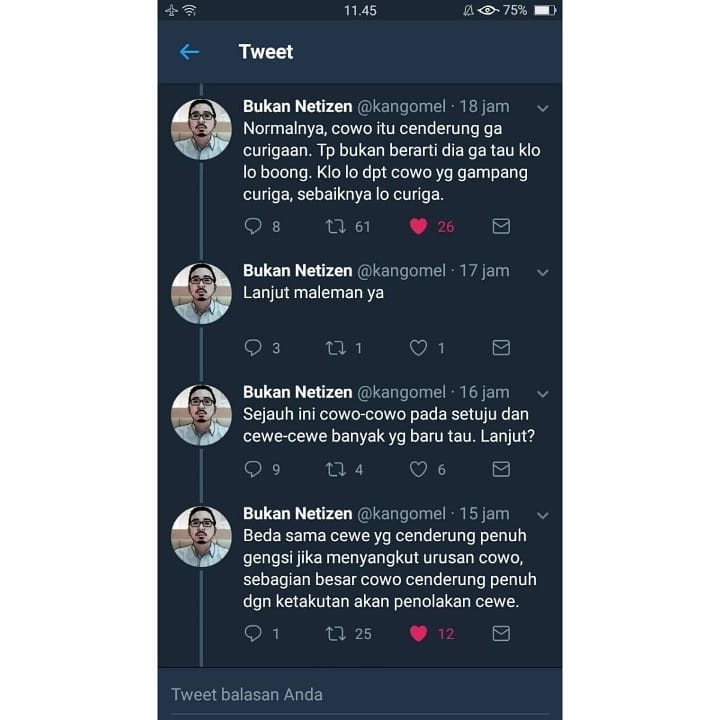 11.45
75%
Tweet
Bukan Netizen @kangomel · 18 jam
Normalnya, cowo itu cenderung ga
curigaan. Tp bukan berarti dia ga tau klo
lo boong. Klo lo dpt cowo yg gampang
curiga, sebaiknya lo curiga.
8 61 26
Bukan Netizen @kangomel · 17 jam
Lanjut maleman ya
3 1 1
Bukan Netizen @kangomel · 16 jam
Sejauh ini cowo-cowo pada setuju dan
cewe-cewe banyak yg baru tau. Lanjut?
9 4 6
Bukan Netizen @kangomel · 15 jam
Beda sama cewe yg cenderung penuh
gengsi jika menyangkut urusan cowo,
sebagian besar cowo cenderung penuh
dgn ketakutan akan penolakan cewe.
1 25 12
Tweet balasan Anda